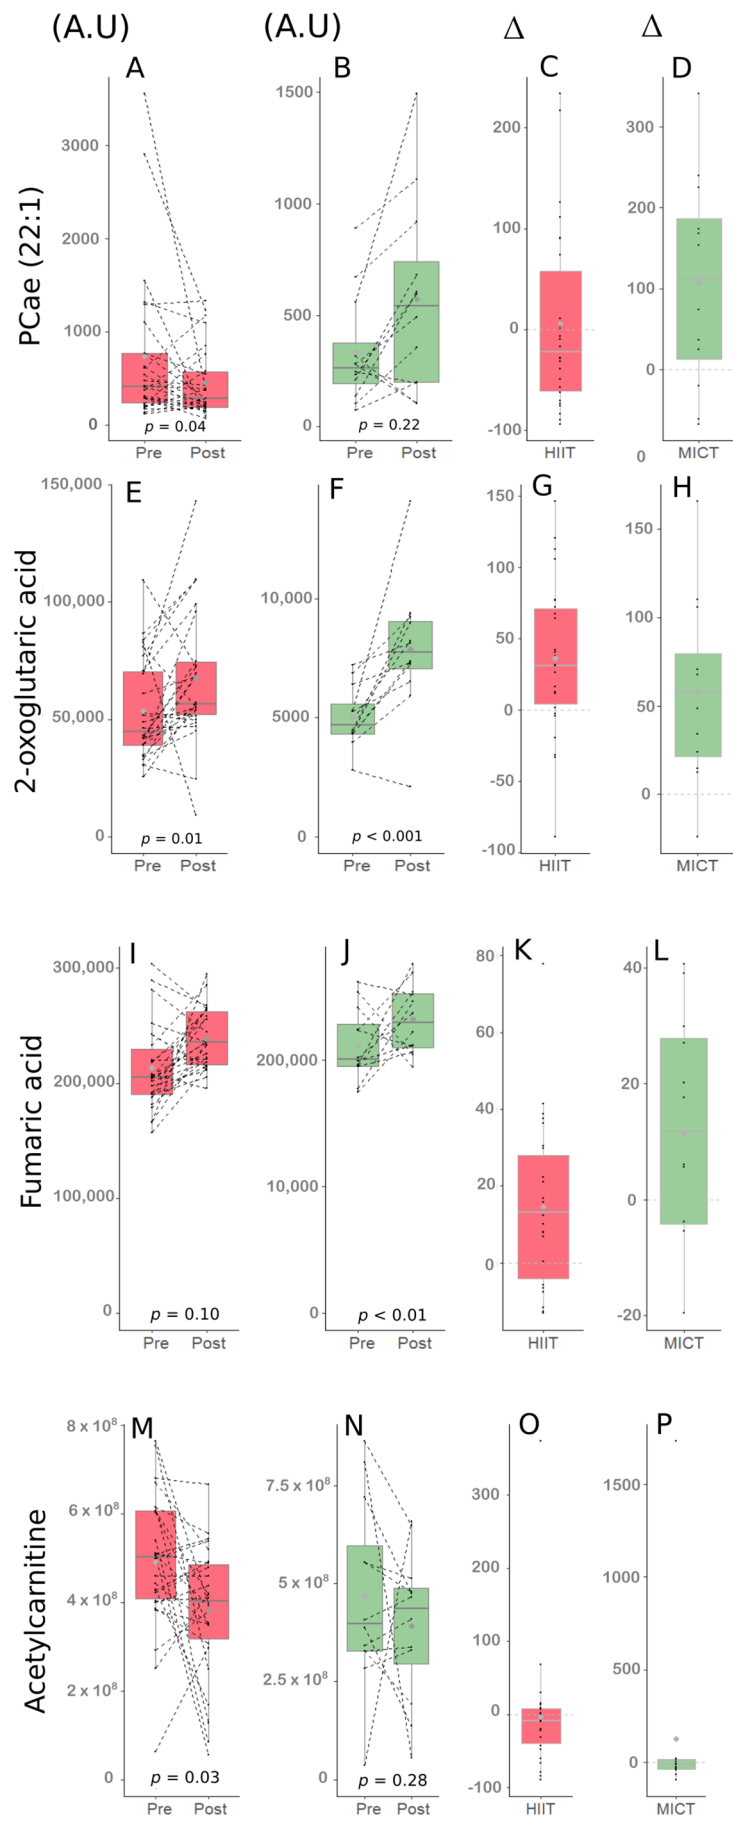 (A.U) (A.U) Δ Δ
A B C D
PCae (22:1)
3000
2000
1000
0
p = 0.04
Pre Post
1500
1000
500
0
p = 0.22
Pre Post
200
100
0
-100
HIIT
300
200
100
0
0
MICT
E F G H
2-oxoglutaric acid
150,000
100,000
50,000
0
p = 0.01
Pre Post
10,000
5000
0
p < 0.001
Pre Post
150
100
50
0
-50
-100
HIIT
150
100
50
0
MICT
I J K L
Fumaric acid
300,000
200,000
100,000
0
p = 0.10
Pre Post
200,000
10,000
0
p < 0.01
Pre Post
80
60
40
20
0
HIIT
40
20
0
-20
MICT
M N O P
Acetylcarnitine
8 x 10⁸
6 x 10⁸
4 x 10⁸
2 x 10⁸
0
p = 0.03
Pre Post
7.5 x 10⁸
5 x 10⁸
2.5 x 10⁸
0
p = 0.28
Pre Post
300
200
100
0
-100
HIIT
1500
1000
500
0
MICT